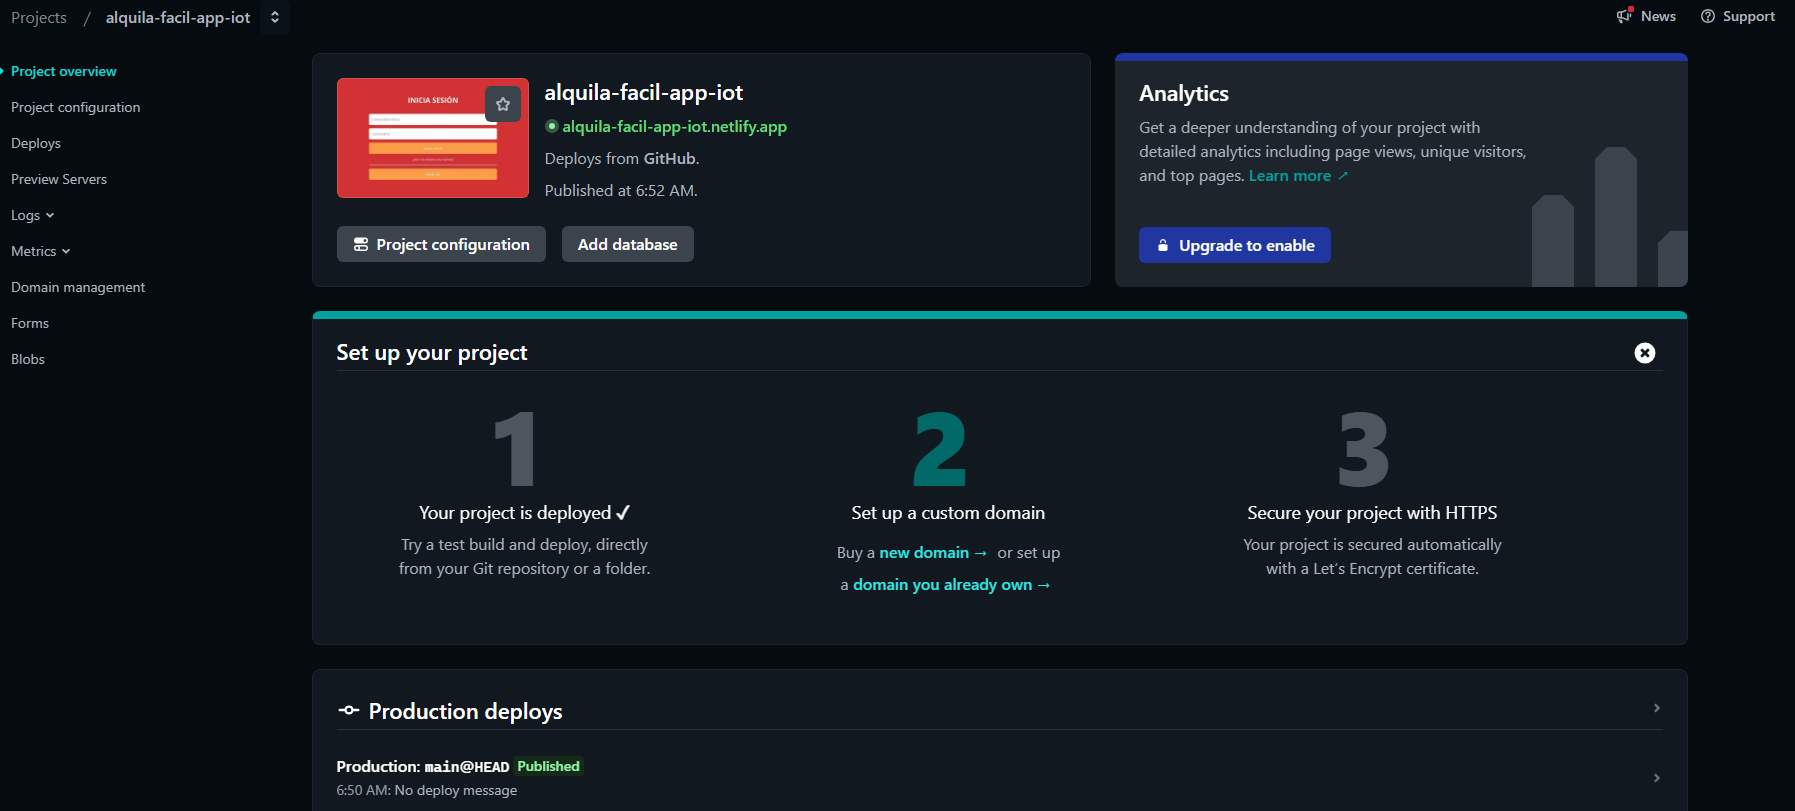 Projects / alquila-facil-app-iot
News
Support
Project overview
Project configuration
Deploys
Preview Servers
Logs
Metrics
Domain management
Forms
Blobs
INICIA SESIÓN
alquila-facil-app-iot
alquila-facil-app-iot.netlify.app
Deploys from GitHub.
Published at 6:52 AM.
Project configuration
Add database
Analytics
Get a deeper understanding of your project with
detailed analytics including page views, unique visitors,
and top pages. Learn more ↗
Upgrade to enable
Set up your project
1
Your project is deployed ✓
Try a test build and deploy, directly
from your Git repository or a folder.
2
Set up a custom domain
Buy a new domain → or set up
a domain you already own →
3
Secure your project with HTTPS
Your project is secured automatically
with a Let’s Encrypt certificate.
Production deploys
Production: main@HEAD Published
6:50 AM: No deploy message